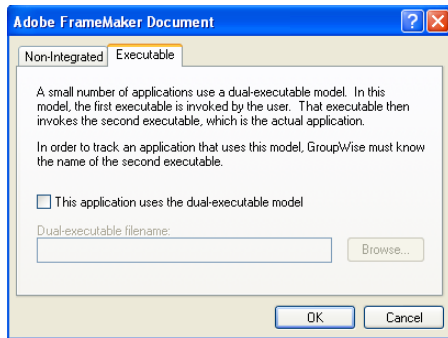 Adobe FrameMaker Document
Non-Integrated Executable
A small number of applications use a dual-executable model. In this
model, the first executable is invoked by the user. That executable then
invokes the second executable, which is the actual application.
In order to track an application that uses this model, GroupWise must know
the name of the second executable.
This application uses the dual-executable model
Dual-executable filename:
Browse...
OK Cancel